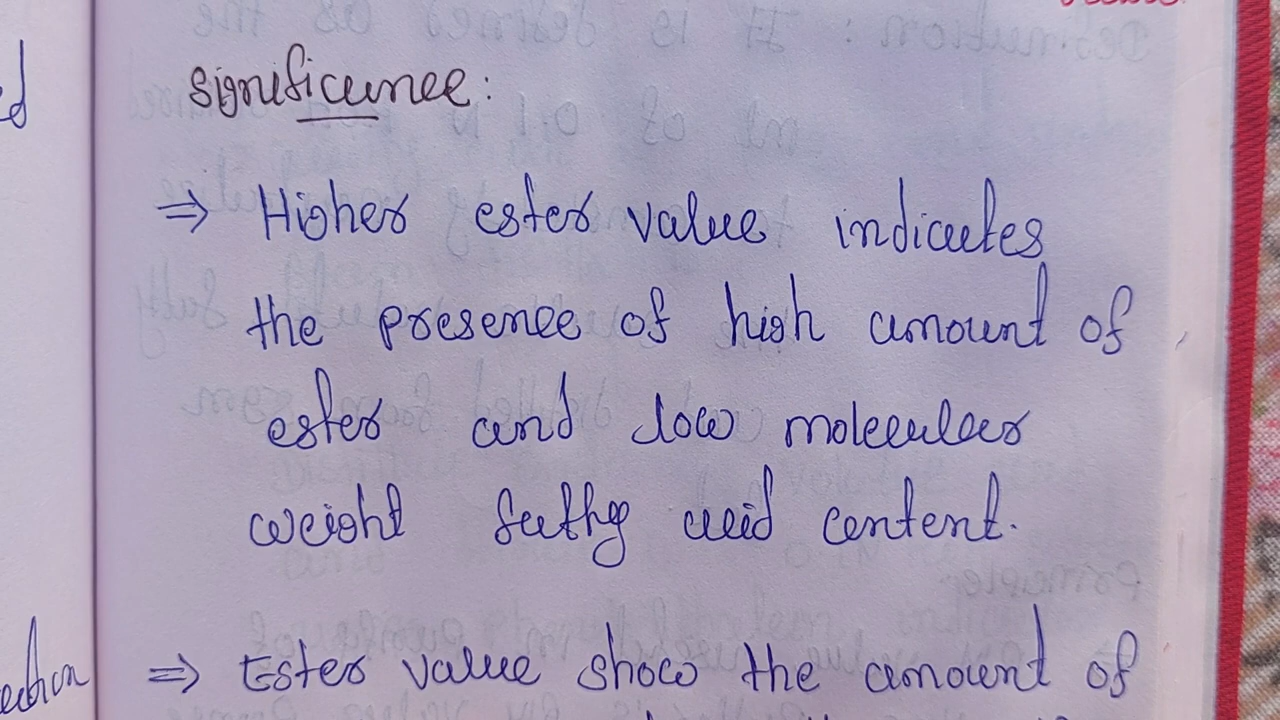 Significance:
⇒ Higher ester value indicates
the presence of high amount of
ester and low molecular
weight fatty acid content.
⇒ Ester value show the amount of